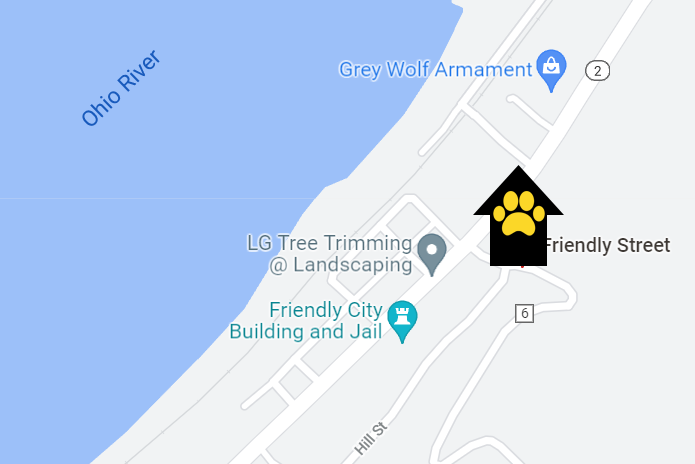 Ohio River
Grey Wolf Armament
2
LG Tree Trimming
@ Landscaping
Friendly Street
Friendly City
Building and Jail
6
Hill St